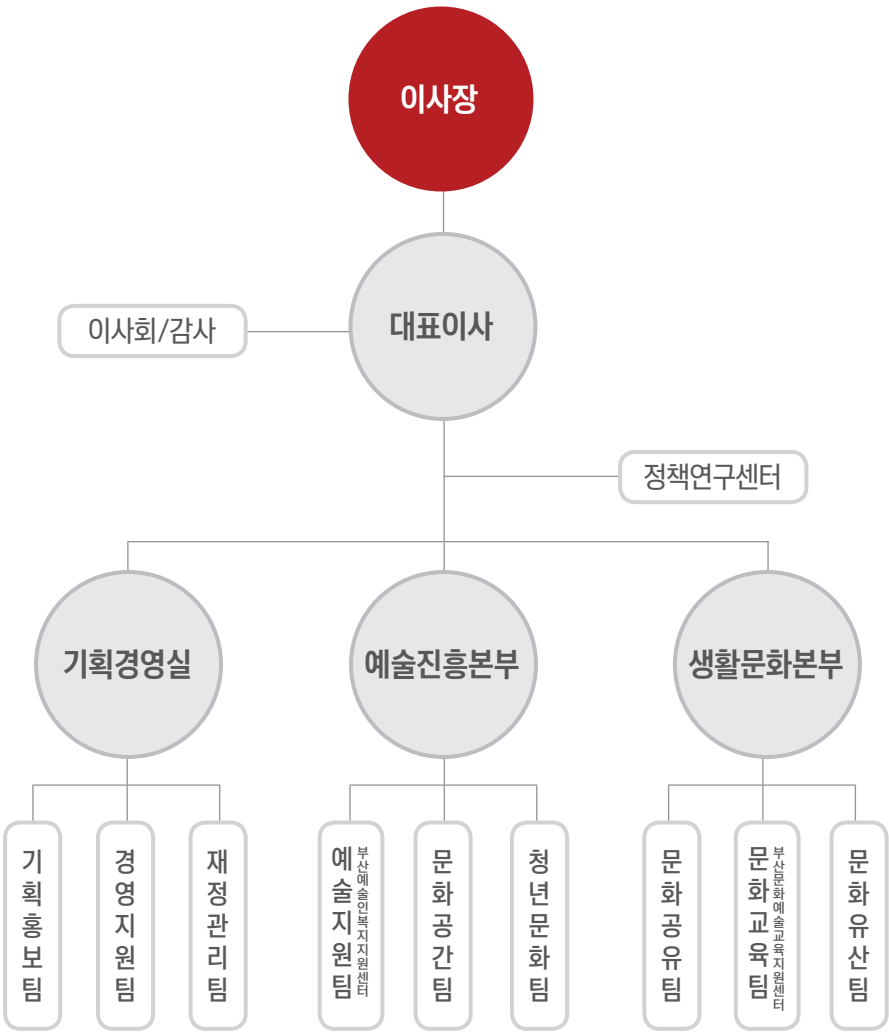 이사장
대표이사
이사회/감사
정책연구센터
기획경영실
예술진흥본부
생활문화본부
기획홍보팀
경영지원팀
재정관리팀
예술지원팀
부산예술인복지지원센터
문화공간팀
청년문화팀
문화공유팀
문화교육팀
부산문화예술교육지원센터
문화유산팀